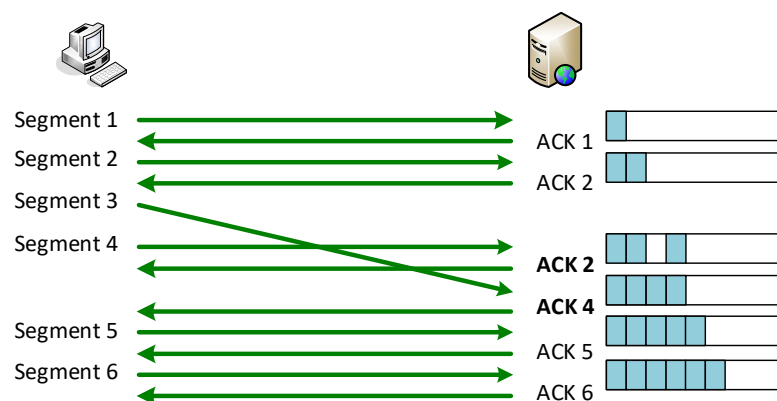 Segment 1
ACK 1
Segment 2
ACK 2
Segment 3
Segment 4
ACK 2
ACK 4
Segment 5
ACK 5
Segment 6
ACK 6